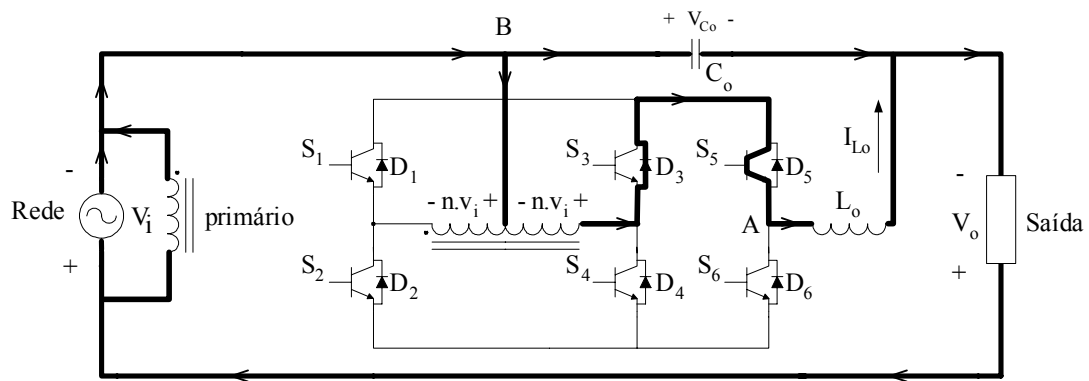 B
+ V_Co -
C_o
S_1
D_1
S_3
D_3
S_5
D_5
I_Lo
-
Rede
V_i
primário
+
- n.v_i + - n.v_i +
A
L_o
-
V_o
Saída
+
S_2
D_2
S_4
D_4
S_6
D_6